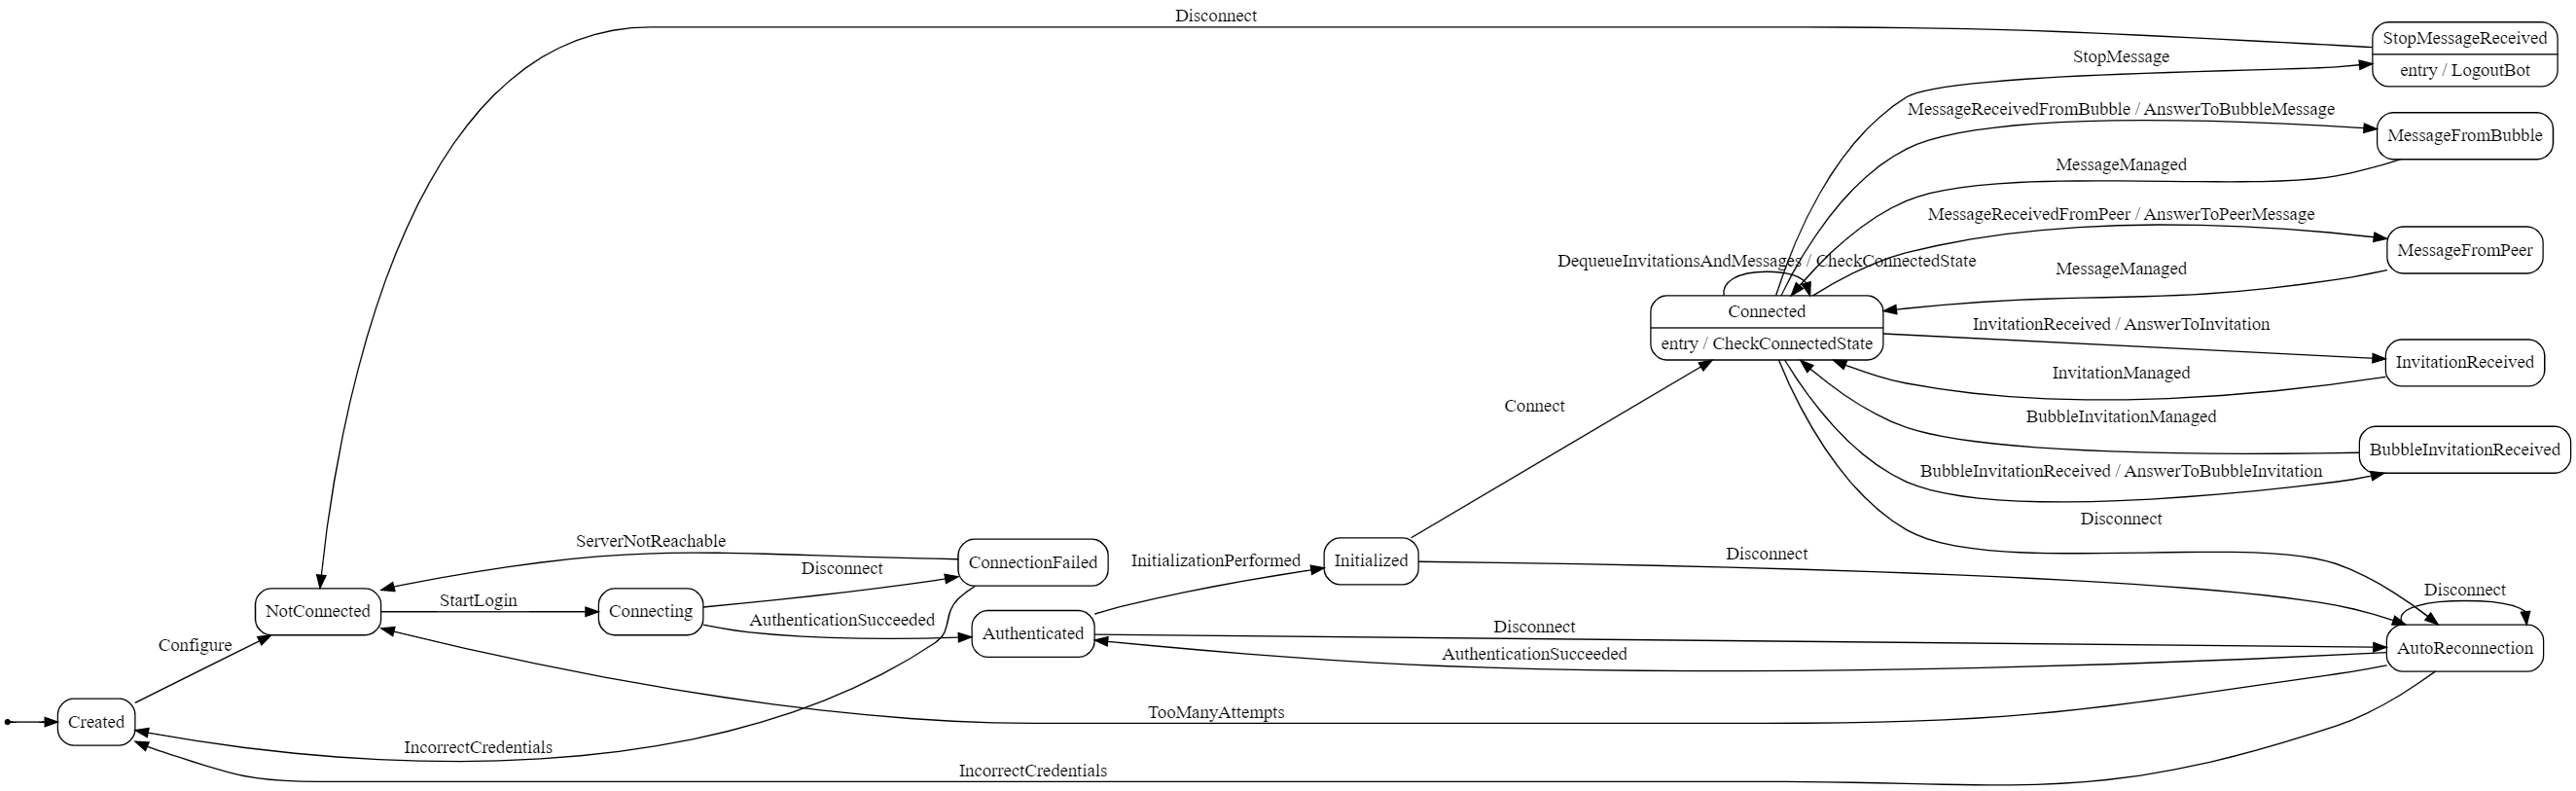 Disconnect
StopMessageReceived
entry / LogoutBot
StopMessage
MessageReceivedFromBubble / AnswerToBubbleMessage
MessageFromBubble
MessageManaged
MessageReceivedFromPeer / AnswerToPeerMessage
MessageFromPeer
DequeueInvitationsAndMessages / CheckConnectedState
MessageManaged
Connected
entry / CheckConnectedState
InvitationReceived / AnswerToInvitation
InvitationReceived
InvitationManaged
Connect
BubbleInvitationManaged
BubbleInvitationReceived
BubbleInvitationReceived / AnswerToBubbleInvitation
Disconnect
ServerNotReachable
ConnectionFailed
InitializationPerformed
Initialized
Disconnect
Disconnect
Disconnect
NotConnected
StartLogin
Connecting
AuthenticationSucceeded
Authenticated
Disconnect
AuthenticationSucceeded
AutoReconnection
Configure
Created
TooManyAttempts
IncorrectCredentials
IncorrectCredentials